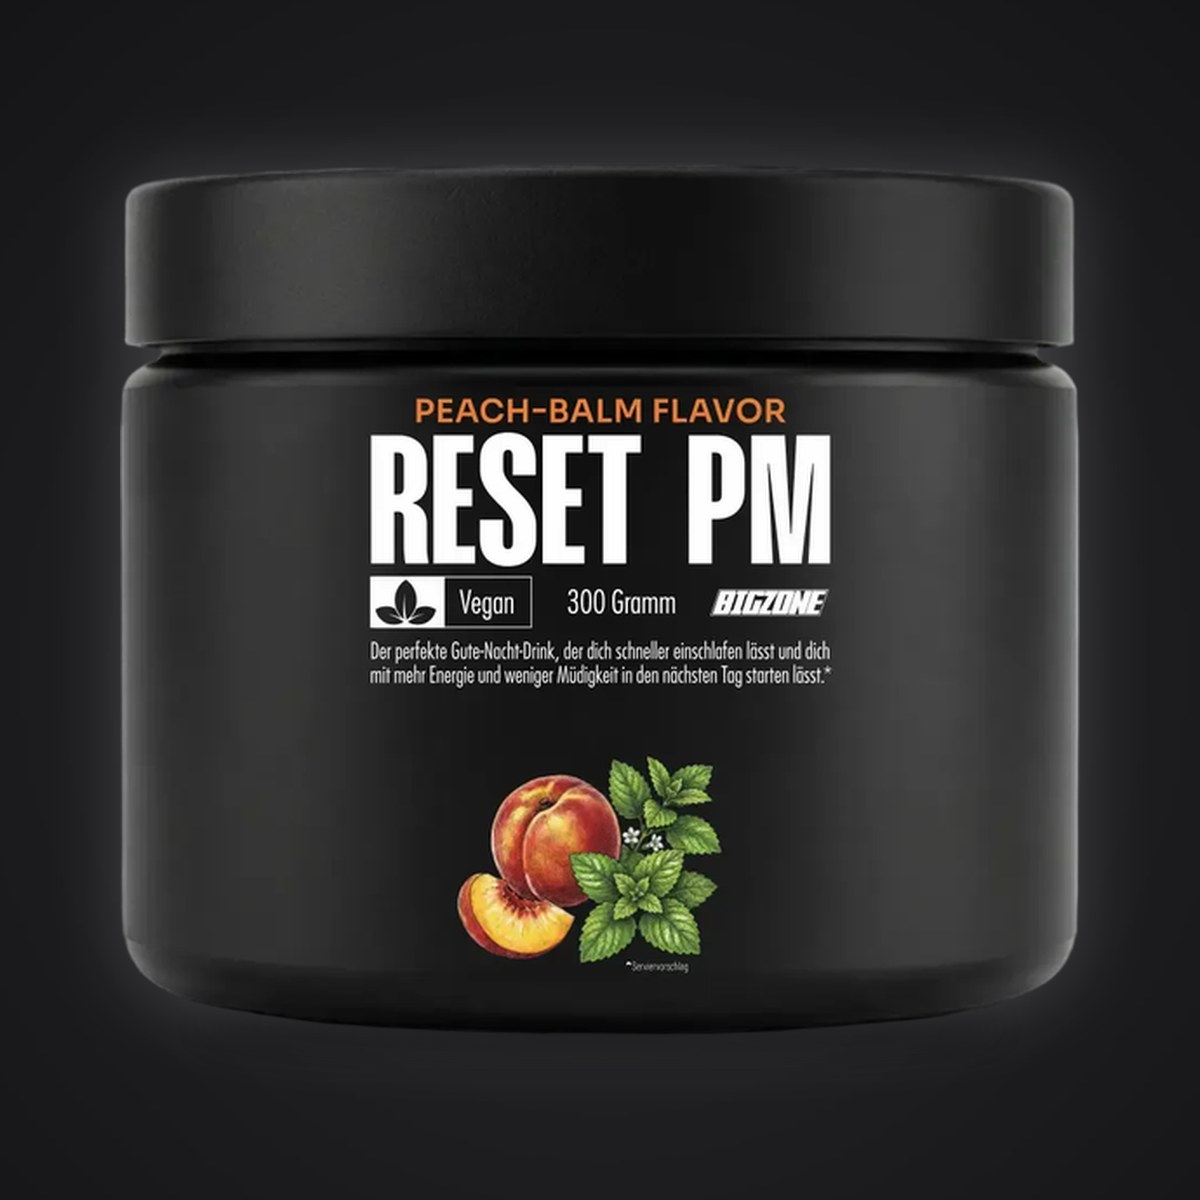 PEACH-BALM FLAVOR
RESET PM
Vegan 300 Gramm BIGZONE
Der perfekte Gute-Nacht-Drink, der dich schneller einschlafen lässt und dich
mit mehr Energie und weniger Müdigkeit in den nächsten Tag starten lässt.*
*Serviervorschlag